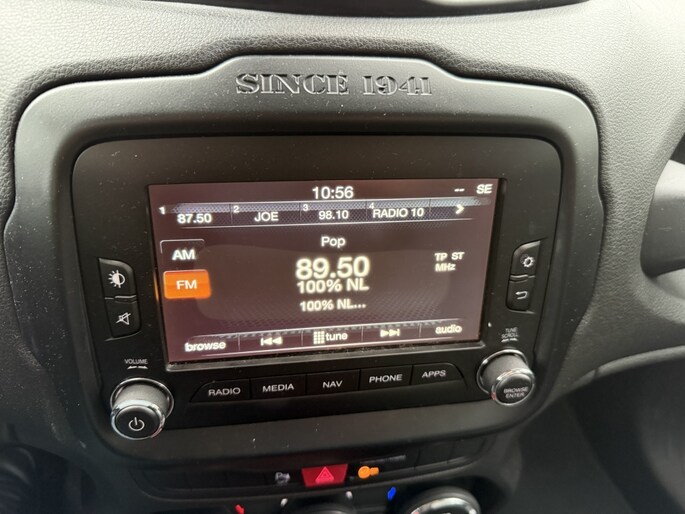 SINCE 1941
10:56 -- SE
1 87.50 2 JOE 3 98.10 4 RADIO 10
Pop
AM
89.50 TP ST
MHz
FM
100% NL
100% NL...
browse tune audio
VOLUME
TUNE
SCROLL
RADIO MEDIA NAV PHONE APPS
BROWSE
ENTER